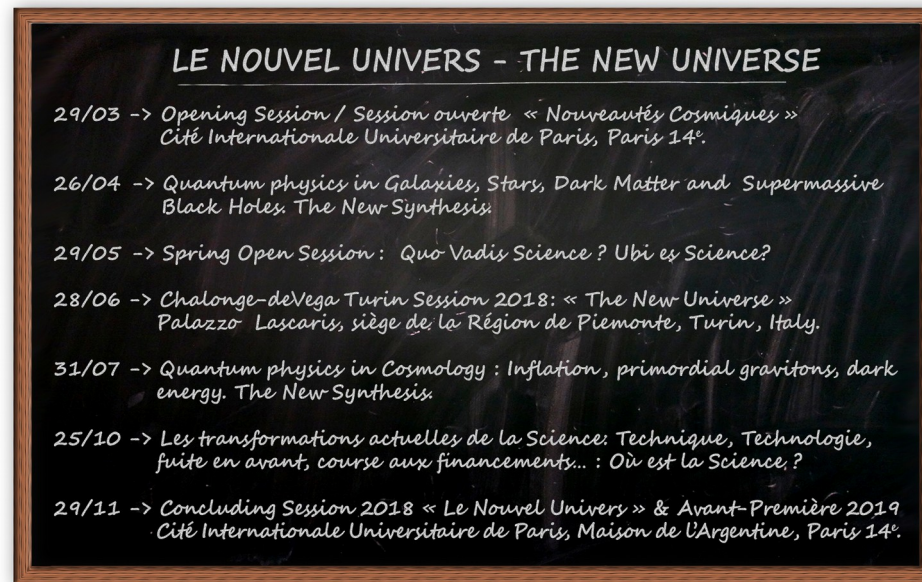 LE NOUVEL UNIVERS - THE NEW UNIVERSE
29/03 -> Opening Session / Session ouverte « Nouveautés Cosmiques »
Cité Internationale Universitaire de Paris, Paris 14e.
26/04 -> Quantum physics in Galaxies, Stars, Dark Matter and Supermassive
Black Holes. The New Synthesis.
29/05 -> Spring Open Session : Quo Vadis Science ? Ubi es Science?
28/06 -> Chalonge-deVega Turin Session 2018: « The New Universe »
Palazzo Lascaris, siège de la Région de Piemonte, Turin, Italy.
31/07 -> Quantum physics in Cosmology : Inflation, primordial gravitons, dark
energy. The New Synthesis.
25/10 -> Les transformations actuelles de la Science: Technique, Technologie,
fuite en avant, course aux financements... : Où est la Science ?
29/11 -> Concluding Session 2018 « Le Nouvel Univers » & Avant-Première 2019
Cité Internationale Universitaire de Paris, Maison de l'Argentine, Paris 14e.